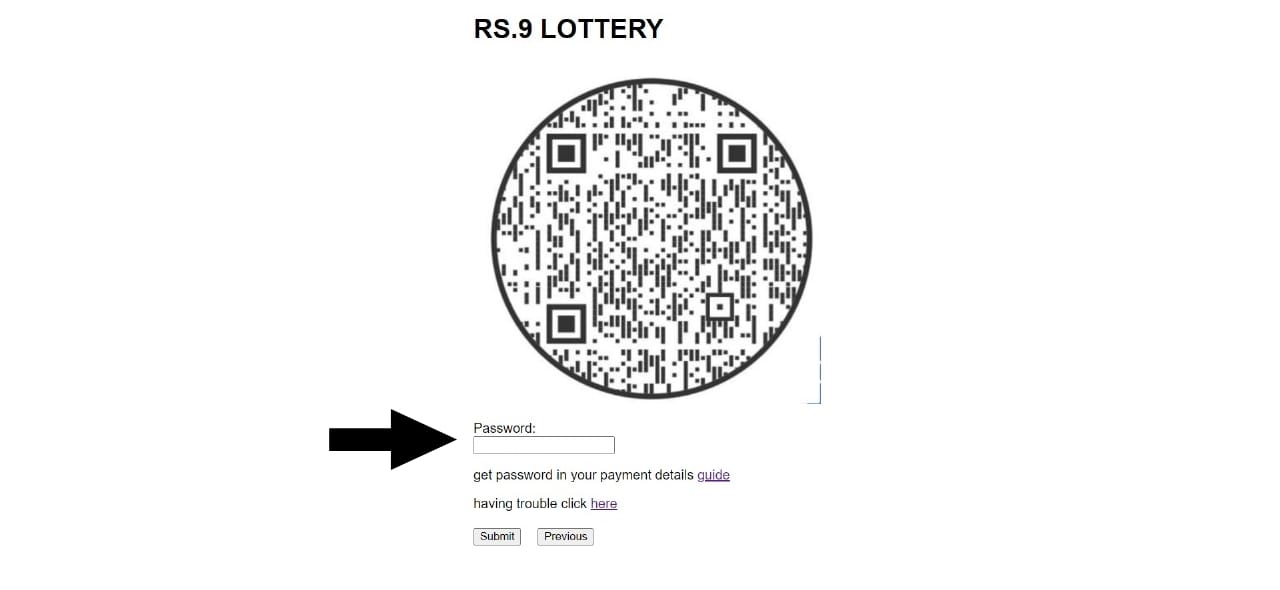 RS.9 LOTTERY
Password:
get password in your payment details guide
having trouble click here
Submit Previous